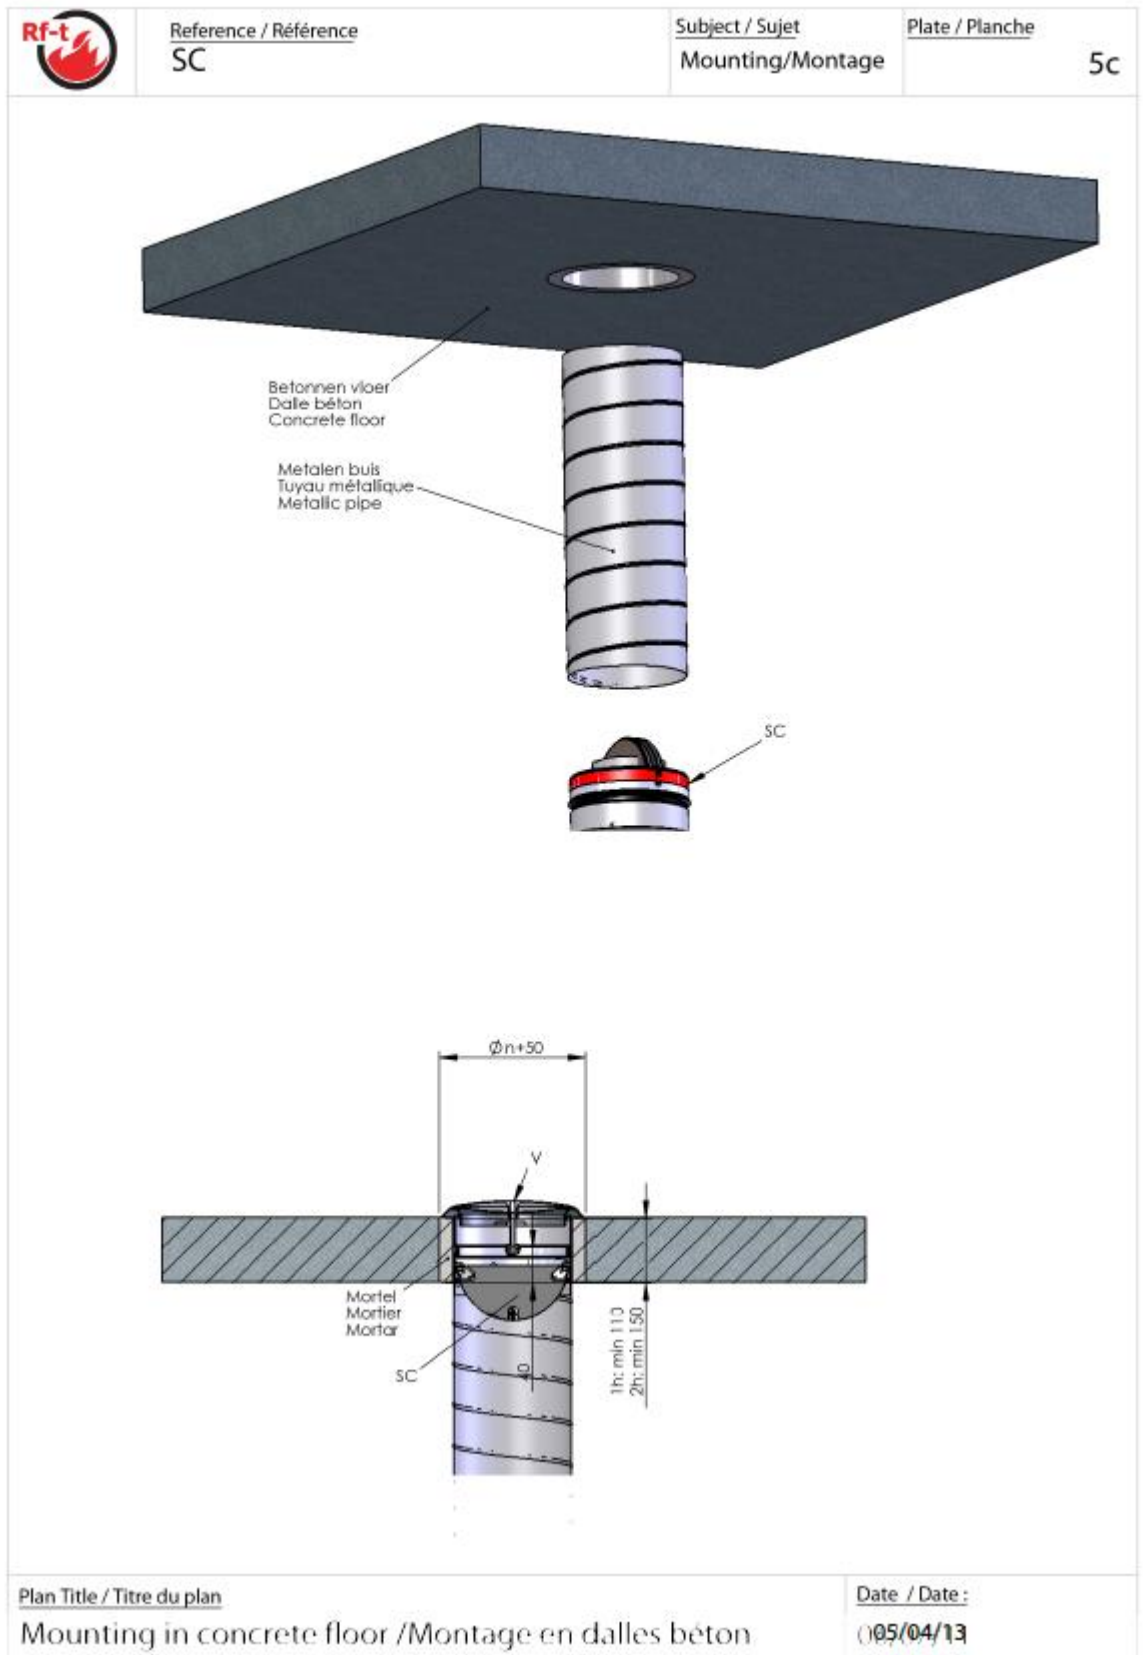 Rf-t
Reference / Référence
SC
Subject / Sujet
Mounting/Montage
Plate / Planche
5c
Betonnen vloer
Dalle béton
Concrete floor
Metalen buis
Tuyau métallique
Metallic pipe
SC
Øn+50
V
Mortel
Mortier
Mortar
SC
40
1h: min 110
2h: min 150
Plan Title / Titre du plan
Mounting in concrete floor /Montage en dalles béton
Date / Date :
05/04/13